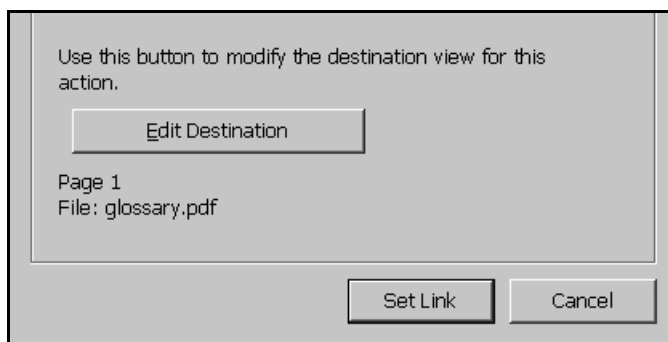 Use this button to modify the destination view for this
action.
Edit Destination
Page 1
File: glossary.pdf
Set Link
Cancel